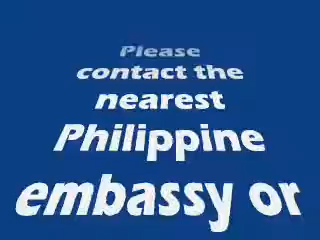 Please
contact the
nearest
Philippine
embassy or